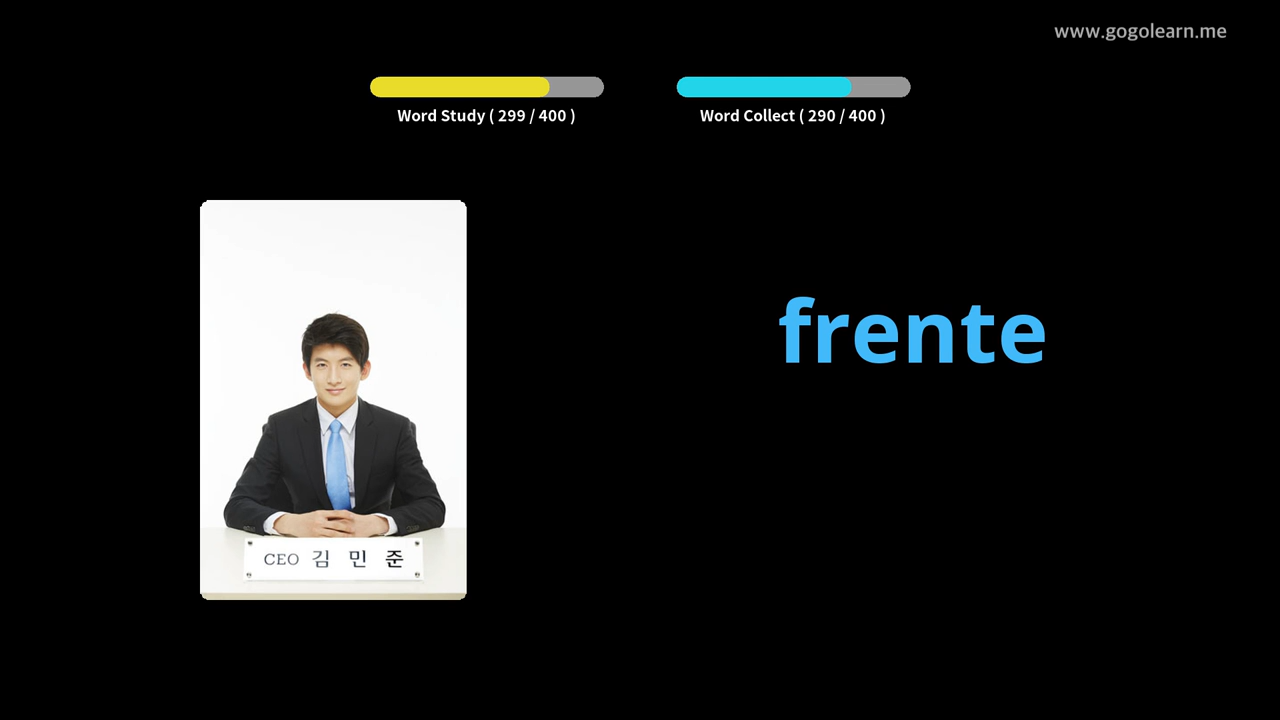 www.gogolearn.me
Word Study ( 299 / 400 )
Word Collect ( 290 / 400 )
frente
CEO 김 민 준